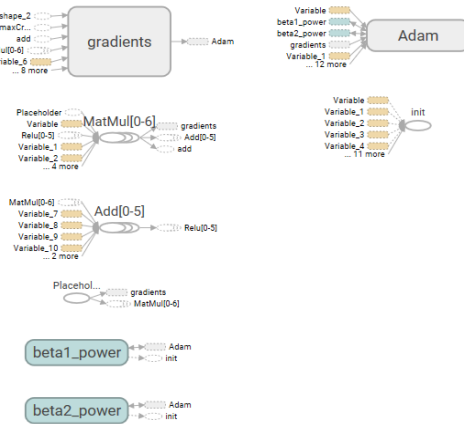 shape_2
maxCr...
add
ul[0-6]
riable_6
... 8 more
gradients
Adam
Variable
beta1_power
beta2_power
gradients
Variable_1
... 12 more
Adam
Placeholder
Variable
Relu[0-5]
Variable_1
Variable_2
... 4 more
MatMul[0-6]
gradients
Add[0-5]
add
Variable
Variable_1
Variable_2
Variable_3
Variable_4
... 11 more
init
MatMul[0-6]
Variable_7
Variable_8
Variable_9
Variable_10
... 2 more
Add[0-5]
Relu[0-5]
Placehol...
gradients
MatMul[0-6]
beta1_power
Adam
init
beta2_power
Adam
init